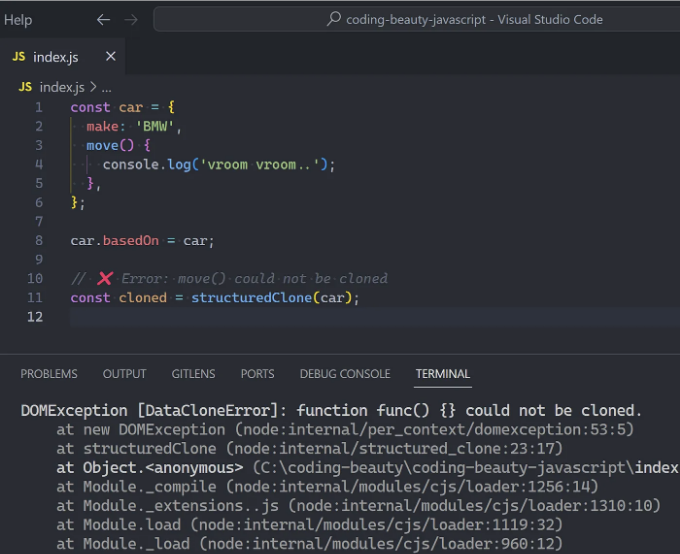 Help ← → coding-beauty-javascript - Visual Studio Code
JS index.js ×
JS index.js > ...
1 const car = {
2 make: 'BMW',
3 move() {
4 console.log('vroom vroom..');
5 },
6 };
7
8 car.basedOn = car;
9
10 // ❌ Error: move() could not be cloned
11 const cloned = structuredClone(car);
12
PROBLEMS OUTPUT GITLENS PORTS DEBUG CONSOLE TERMINAL
DOMException [DataCloneError]: function func() {} could not be cloned.
at new DOMException (node:internal/per_context/domexception:53:5)
at structuredClone (node:internal/structured_clone:23:17)
at Object.<anonymous> (C:\coding-beauty\coding-beauty-javascript\index
at Module._compile (node:internal/modules/cjs/loader:1256:14)
at Module._extensions..js (node:internal/modules/cjs/loader:1310:10)
at Module.load (node:internal/modules/cjs/loader:1119:32)
at Module._load (node:internal/modules/cjs/loader:960:12)